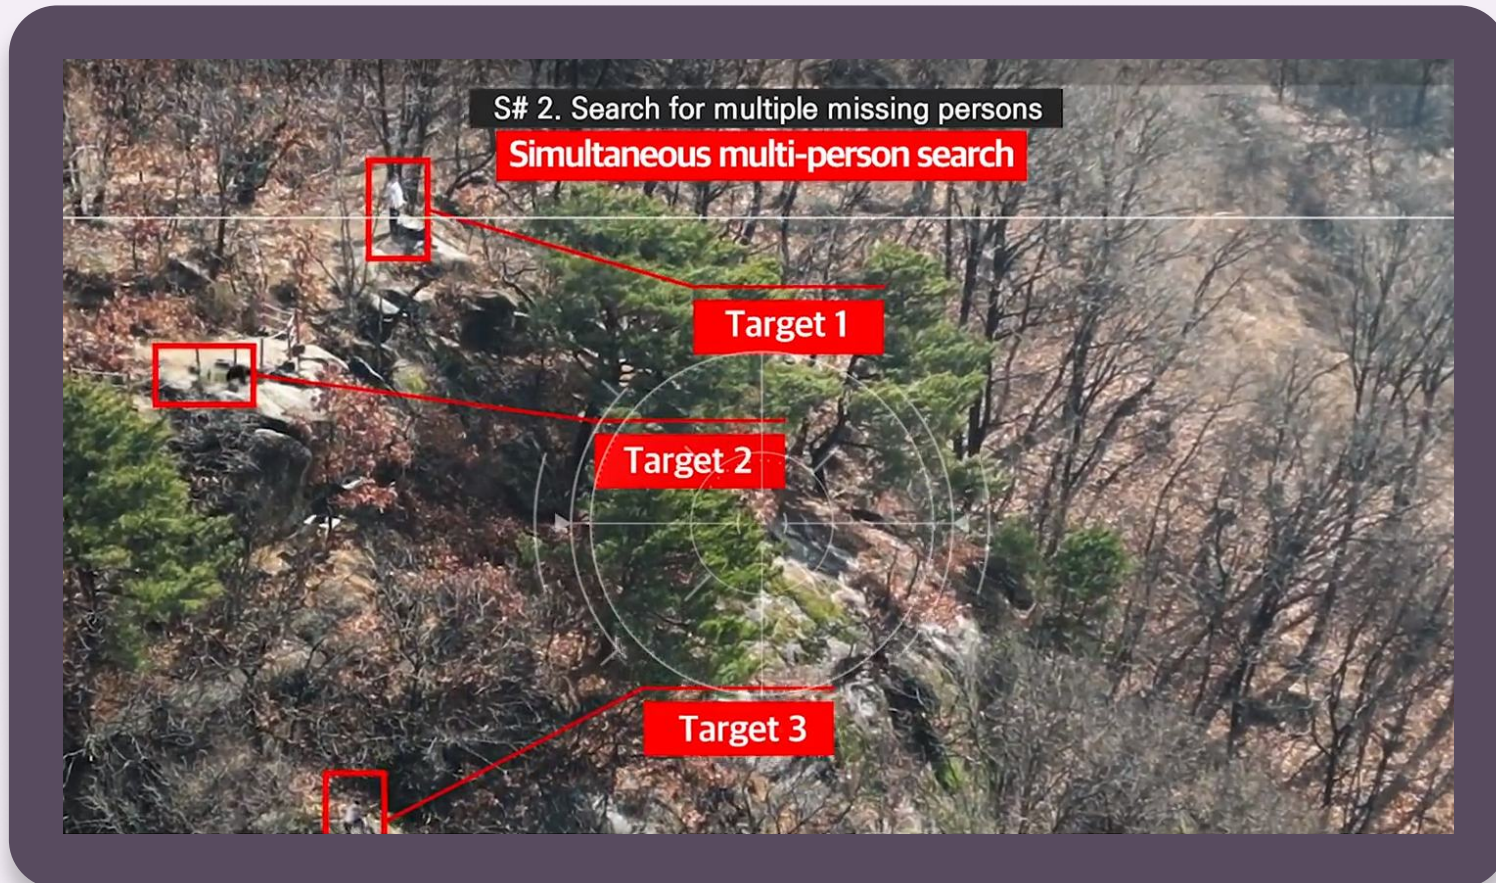 S# 2. Search for multiple missing persons
Simultaneous multi-person search
Target 1
Target 2
Target 3